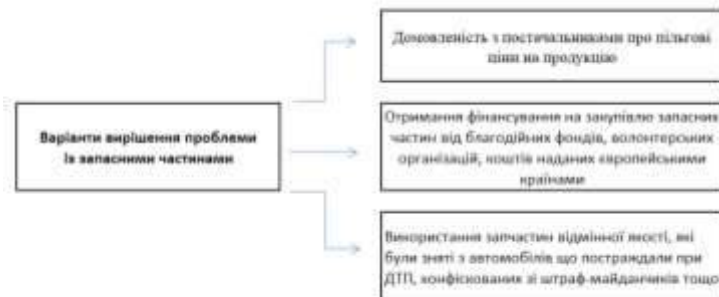 Домовленість з постачальниками про пільгові
ціни на продукцію
Варіанти вирішення проблеми
із запасними частинами
Отримання фінансування на закупівлю запасних
частин від благодійних фондів, волонтерських
організацій, коштів наданих європейськими
країнами
Використання запчастин відмінної якості, які
були зняті з автомобілів що постраждали при
ДТП, конфіскованих зі штраф-майданчиків тощо